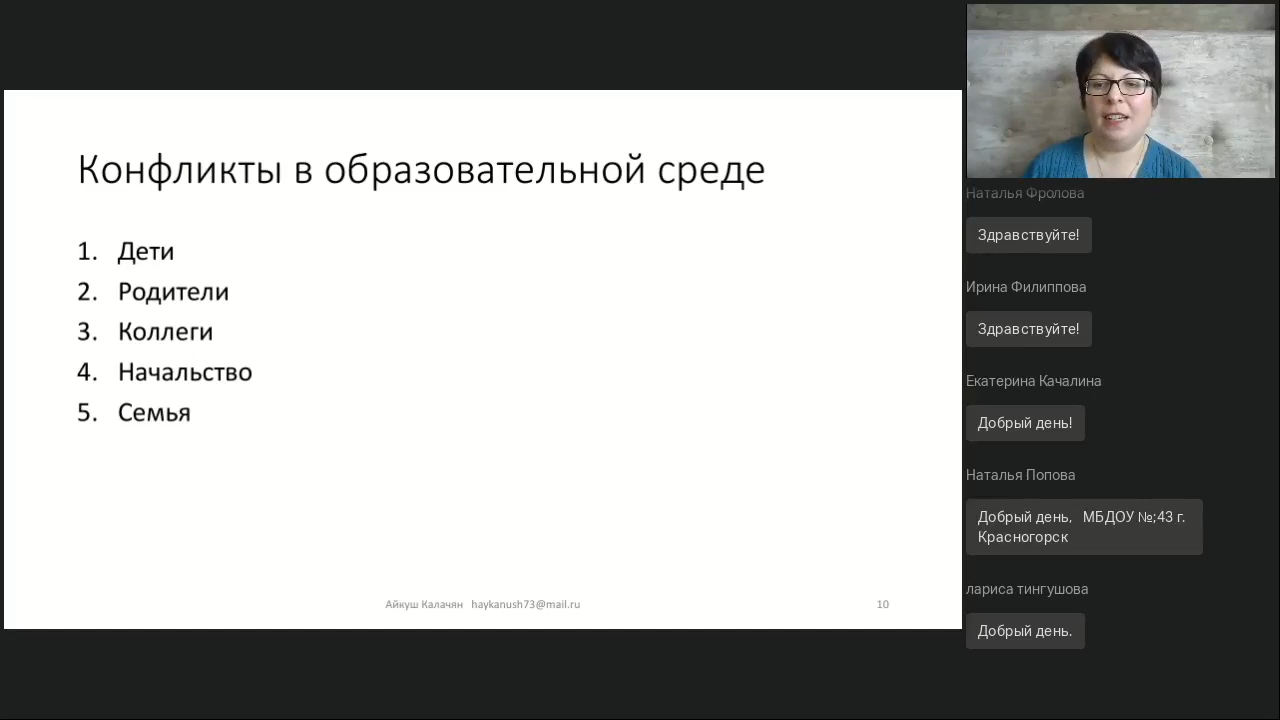 Конфликты в образовательной среде
1. Дети
2. Родители
3. Коллеги
4. Начальство
5. Семья
Айкуш Калачян haykanush73@mail.ru
10
Наталья Фролова
Здравствуйте!
Ирина Филиппова
Здравствуйте!
Екатерина Качалина
Добрый день!
Наталья Попова
Добрый день, МБДОУ №;43 г.
Красногорск
лариса тингушова
Добрый день.